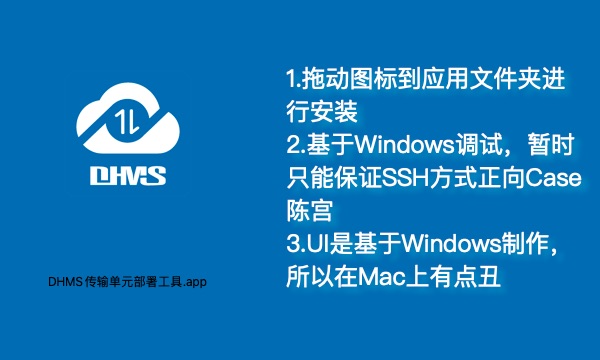 DHMS
DHMS传输单元部署工具.app
1.拖动图标到应用文件夹进
行安装
2.基于Windows调试，暂时
只能保证SSH方式正向Case
陈宫
3.UI是基于Windows制作，
所以在Mac上有点丑